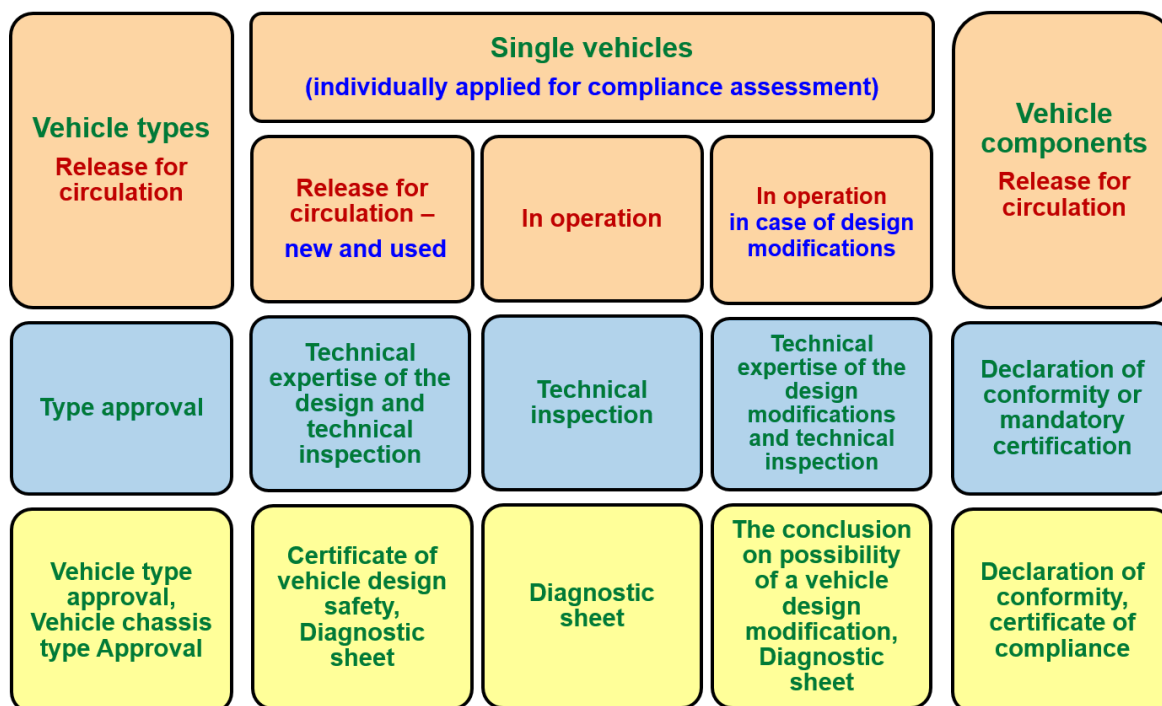 Vehicle types
Release for
circulation
Single vehicles
(individually applied for compliance assessment)
Release for
circulation –
new and used
In operation
In operation
in case of design
modifications
Vehicle
components
Release for
circulation
Type approval
Technical
expertise of the
design and
technical
inspection
Technical
inspection
Technical
expertise of the
design
modifications
and technical
inspection
Declaration of
conformity or
mandatory
certification
Vehicle type
approval,
Vehicle chassis
type Approval
Certificate of
vehicle design
safety,
Diagnostic
sheet
Diagnostic
sheet
The conclusion
on possibility
of a vehicle
design
modification,
Diagnostic
sheet
Declaration of
conformity,
certificate of
compliance